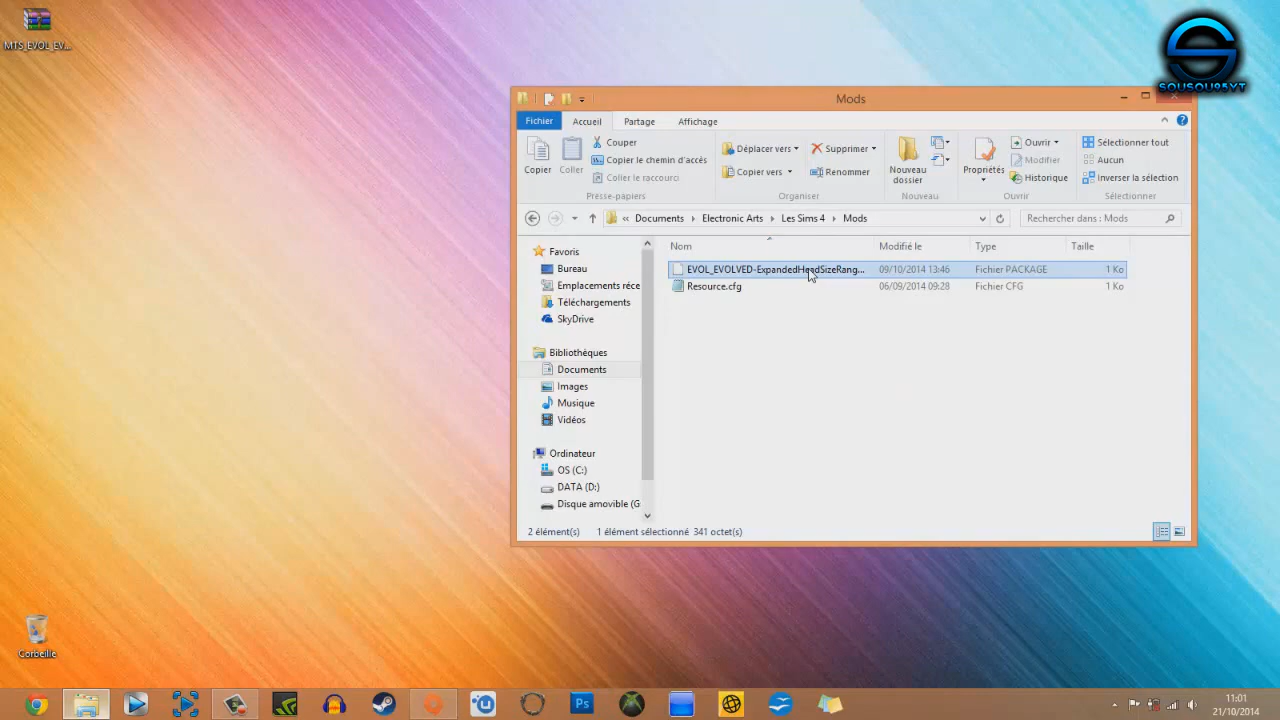 MTS_EVOL_EV...
SOUSOU95YT
Mods
Fichier
Accueil
Partage
Affichage
Copier
Coller
Couper
Copier le chemin d'accès
Coller le raccourci
Presse-papiers
Déplacer vers
Copier vers
Supprimer
Renommer
Organiser
Nouveau
dossier
Nouveau
Propriétés
Ouvrir
Modifier
Historique
Ouvrir
Sélectionner tout
Aucun
Inverser la sélection
Sélectionner
« Documents Electronic Arts Les Sims 4 Mods
Rechercher dans : Mods
Favoris
Bureau
Emplacements réce
Téléchargements
SkyDrive
Bibliothèques
Documents
Images
Musique
Vidéos
Ordinateur
OS (C:)
DATA (D:)
Disque amovible (G
Nom Modifié le Type Taille
EVOL_EVOLVED-ExpandedHeadSizeRang... 09/10/2014 13:46 Fichier PACKAGE 1 Ko
Resource.cfg 06/09/2014 09:28 Fichier CFG 1 Ko
2 élément(s) 1 élément sélectionné 341 octet(s)
Corbeille
Ps
11:01
21/10/2014